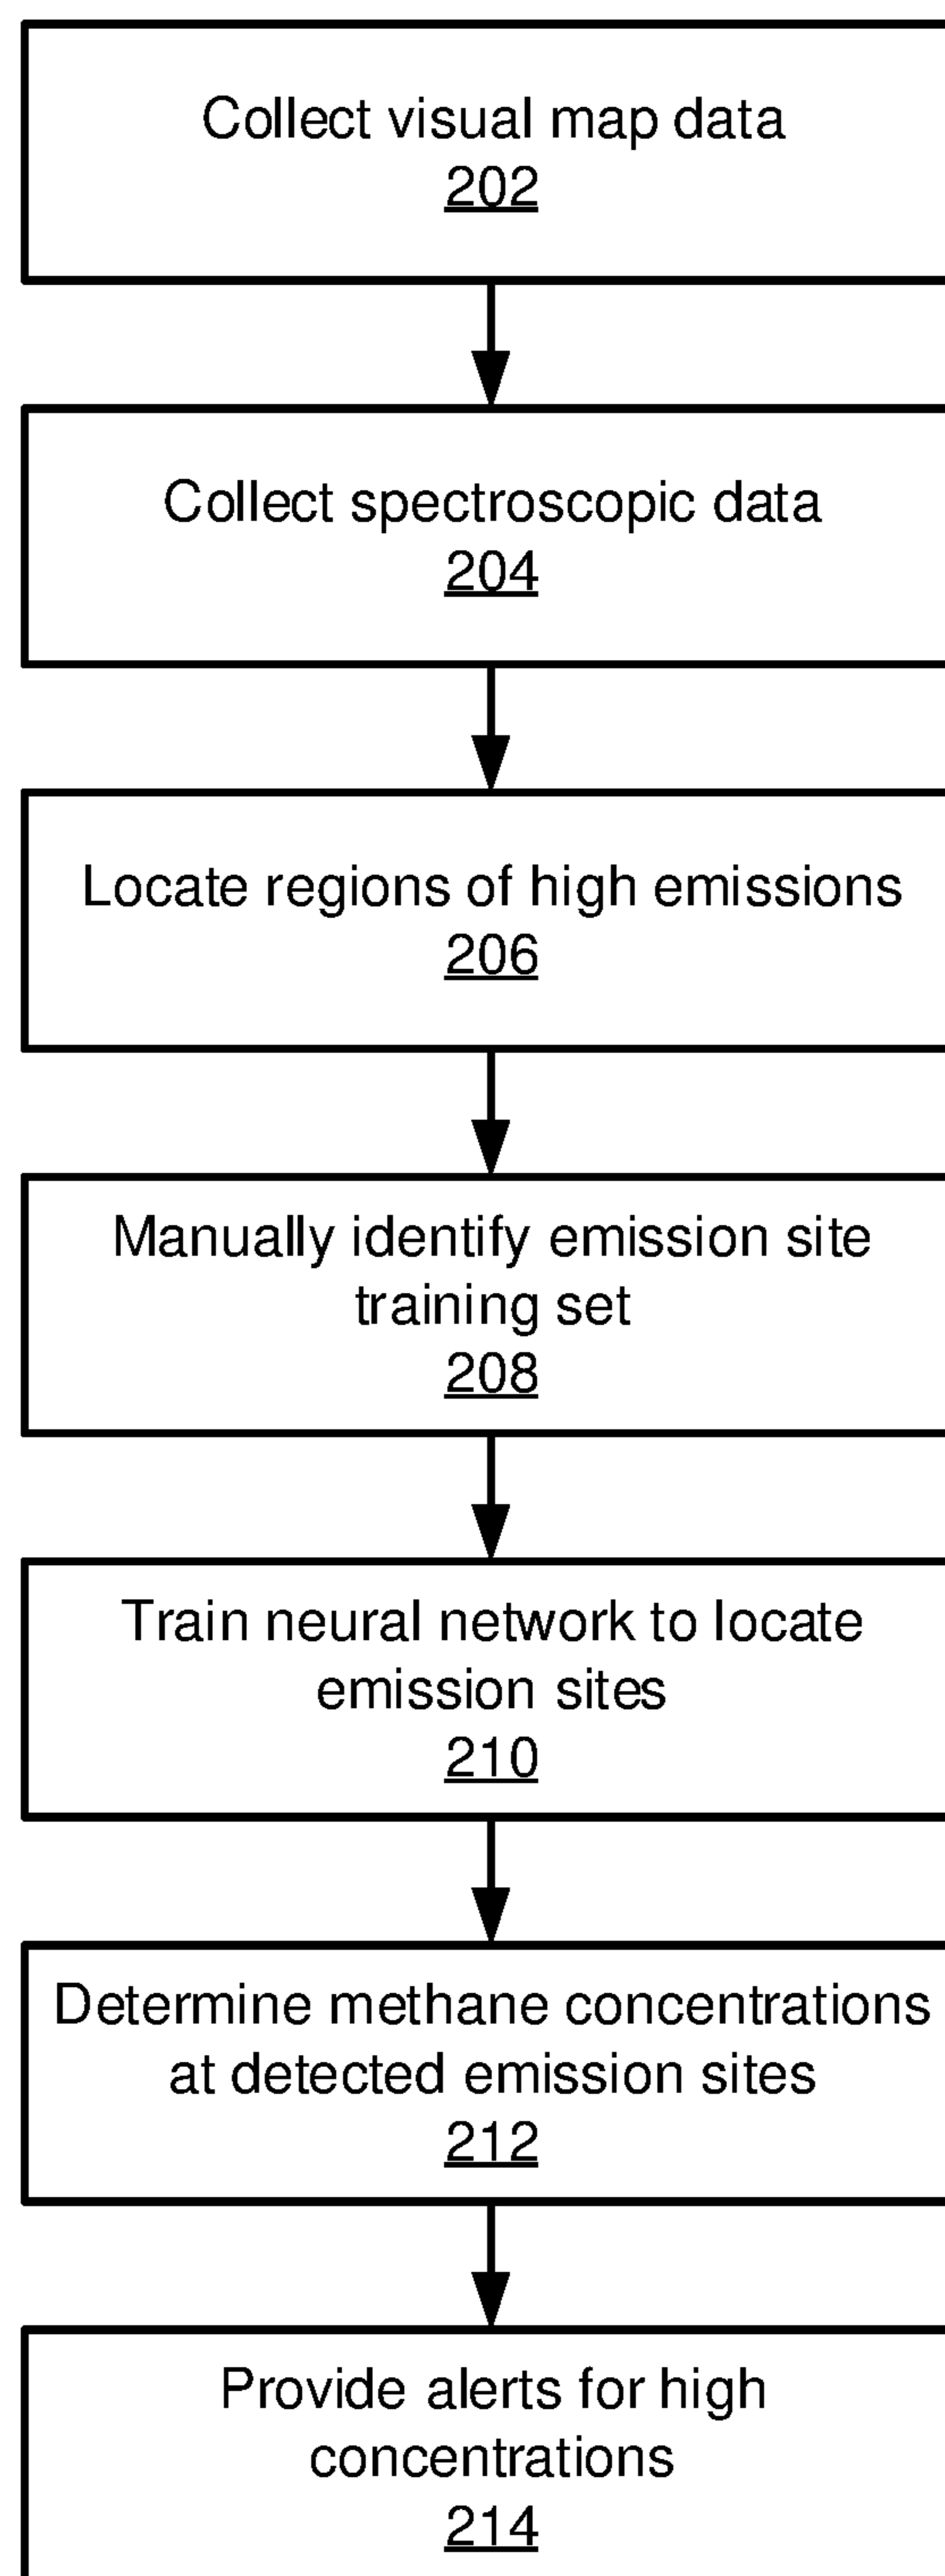 Collect visual map data
202
Collect spectroscopic data
204
Locate regions of high emissions
206
Manually identify emission site
training set
208
Train neural network to locate
emission sites
210
Determine methane concentrations
at detected emission sites
212
Provide alerts for high
concentrations
214